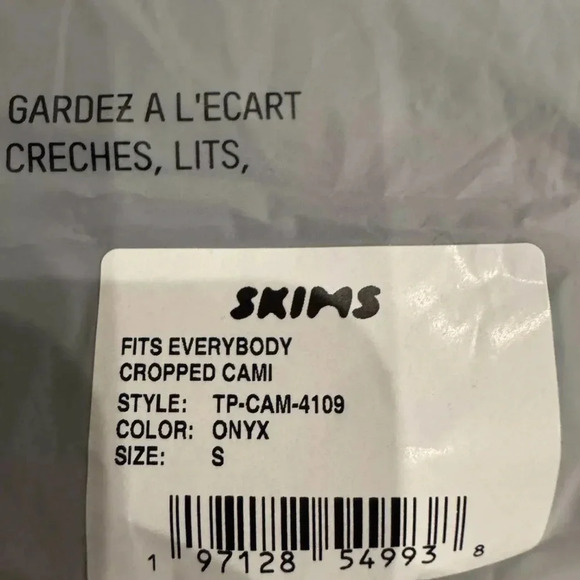 GARDEZ A L'ECART
CRECHES, LITS,
SKIMS
FITS EVERYBODY
CROPPED CAMI
STYLE: TP-CAM-4109
COLOR: ONYX
SIZE: S
1 97128 54993 8